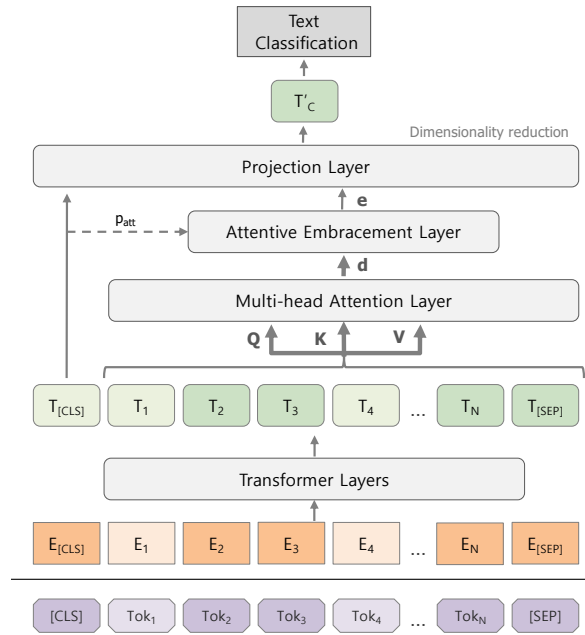 Text
Classification
T'C
Dimensionality reduction
Projection Layer
e
patt
Attentive Embracement Layer
d
Multi-head Attention Layer
Q K V
T[CLS] T1 T2 T3 T4 ... TN T[SEP]
Transformer Layers
E[CLS] E1 E2 E3 E4 ... EN E[SEP]
[CLS] Tok1 Tok2 Tok3 Tok4 ... TokN [SEP]